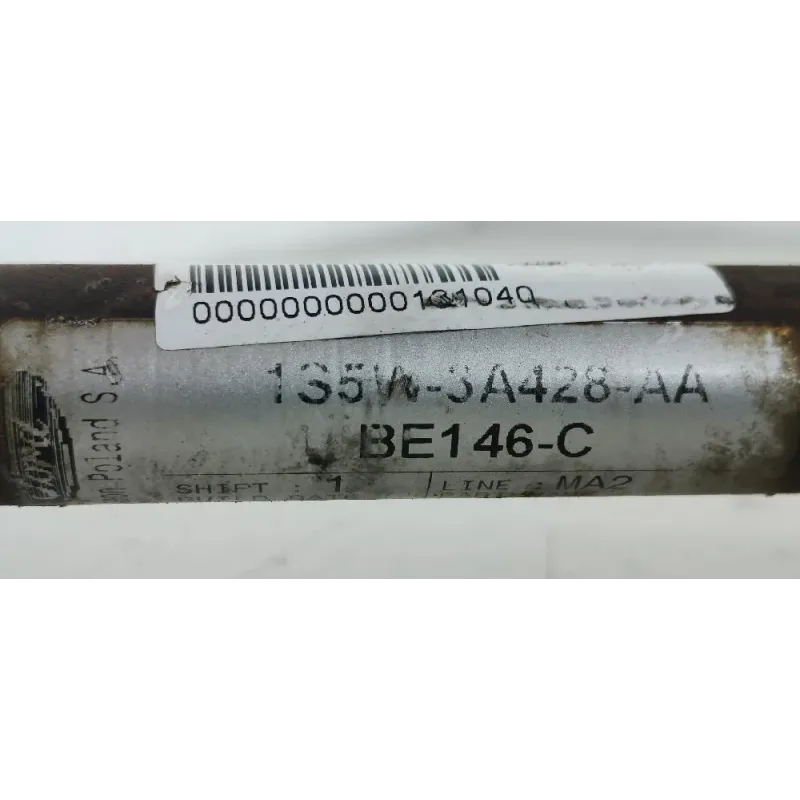 0000000000131040
1S5W-3A428-AA
BE146-C
SHIFT : 1
LINE : MA2
Poland S.A